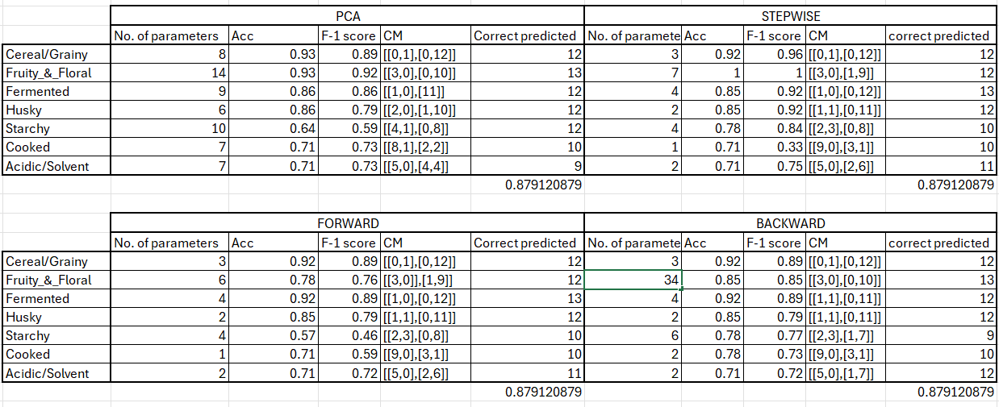 PCA STEPWISE
No. of parameters Acc F-1 score CM Correct predicted No. of paramete Acc F-1 score CM correct predicted
Cereal/Grainy 8 0.93 0.89 [[0,1],[0,12]] 12 3 0.92 0.96 [[0,1],[0,12]] 12
Fruity_&_Floral 14 0.93 0.92 [[3,0],[0,10]] 13 7 1 1 [[3,0],[1,9]] 12
Fermented 9 0.86 0.86 [[1,0],[11]] 12 4 0.85 0.92 [[1,0],[0,12]] 13
Husky 6 0.86 0.79 [[2,0],[1,10]] 12 2 0.85 0.92 [[1,1],[0,11]] 12
Starchy 10 0.64 0.59 [[4,1],[0,8]] 12 4 0.78 0.84 [[2,3],[0,8]] 10
Cooked 7 0.71 0.73 [[8,1],[2,2]] 10 1 0.71 0.33 [[9,0],[3,1]] 10
Acidic/Solvent 7 0.71 0.73 [[5,0],[4,4]] 9 2 0.71 0.75 [[5,0],[2,6]] 11
0.879120879 0.879120879
FORWARD BACKWARD
No. of parameters Acc F-1 score CM Correct predicted No. of paramete Acc F-1 score CM correct predicted
Cereal/Grainy 3 0.92 0.89 [[0,1],[0,12]] 12 3 0.92 0.89 [[0,1],[0,12]] 12
Fruity_&_Floral 6 0.78 0.76 [[3,0]],[1,9]] 12 34 0.85 0.85 [[3,0],[0,10]] 13
Fermented 4 0.92 0.89 [[1,0],[0,12]] 13 4 0.92 0.89 [[1,1],[0,11]] 12
Husky 2 0.85 0.79 [[1,1],[0,11]] 12 2 0.85 0.79 [[1,1],[0,11]] 12
Starchy 4 0.57 0.46 [[2,3],[0,8]] 10 6 0.78 0.77 [[2,3],[1,7]] 9
Cooked 1 0.71 0.59 [[9,0],[3,1]] 10 2 0.78 0.73 [[9,0],[3,1]] 10
Acidic/Solvent 2 0.71 0.72 [[5,0],[2,6]] 11 2 0.71 0.72 [[5,0],[1,7]] 12
0.879120879 0.879120879